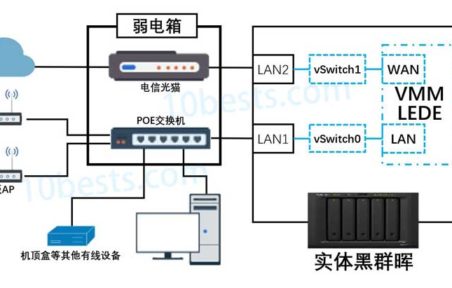 弱电箱
电信光猫
LAN2
vSwitch1
WAN
VMM
LEDE
10bests.com
POE交换机
LAN1
vSwitch0
LAN
AP
10bests.com
机顶盒等其他有线设备
实体黑群晖